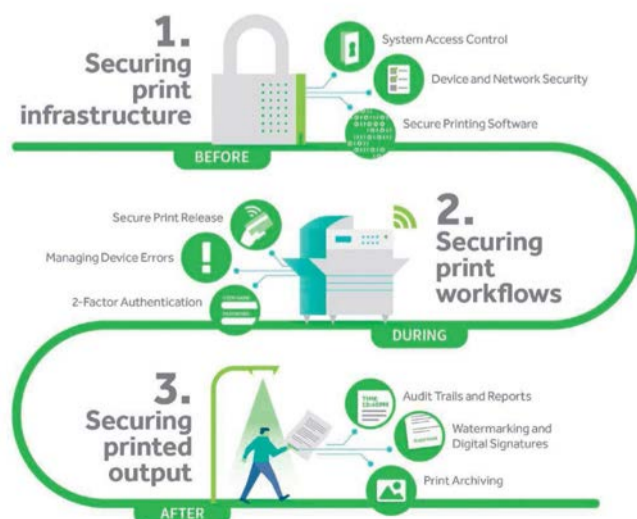 1.
Securing
print
infrastructure
System Access Control
Device and Network Security
Secure Printing Software
BEFORE
Secure Print Release
Managing Device Errors
2-Factor Authentication
2.
Securing
print
workflows
DURING
3.
Securing
printed
output
Audit Trails and Reports
Watermarking and
Digital Signatures
Print Archiving
AFTER